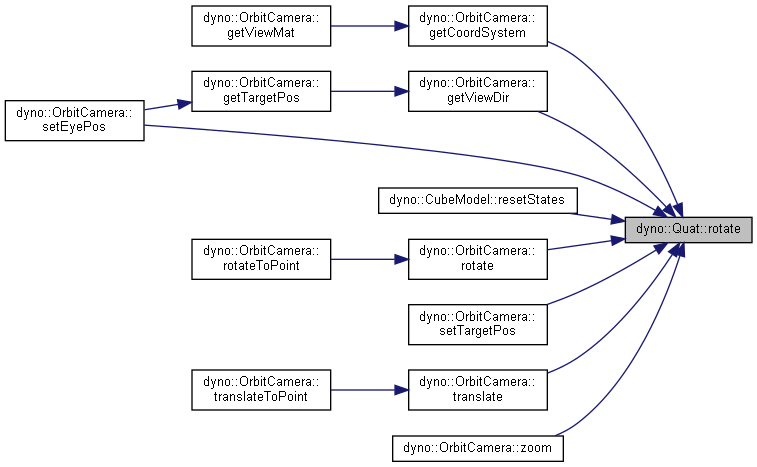 dyno::OrbitCamera::
getViewMat
dyno::OrbitCamera::
getCoordSystem
dyno::OrbitCamera::
getTargetPos
dyno::OrbitCamera::
getViewDir
dyno::OrbitCamera::
setEyePos
dyno::CubeModel::resetStates
dyno::Quat::rotate
dyno::OrbitCamera::
rotateToPoint
dyno::OrbitCamera::
rotate
dyno::OrbitCamera::
setTargetPos
dyno::OrbitCamera::
translateToPoint
dyno::OrbitCamera::
translate
dyno::OrbitCamera::zoom